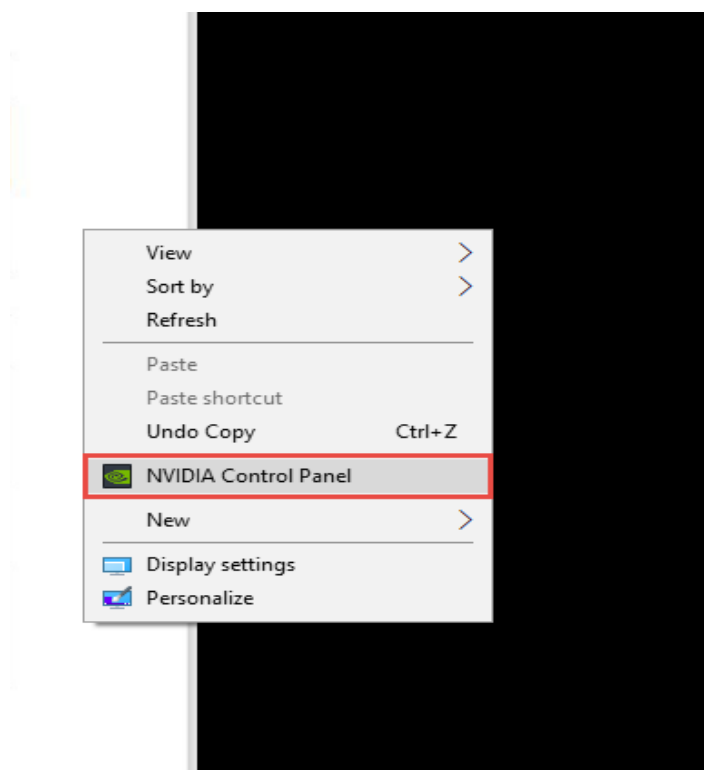 View
Sort by
Refresh
Paste
Paste shortcut
Undo Copy Ctrl+Z
NVIDIA Control Panel
New
Display settings
Personalize